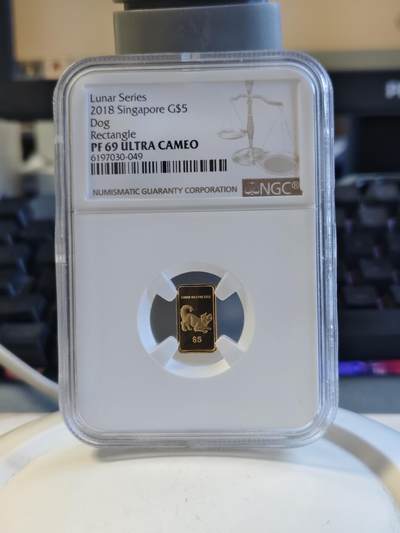 Lunar Series
2018 Singapore G$5
Dog
Rectangle
PF 69 ULTRA CAMEO
6197030-049
NUMISMATIC GUARANTY CORPORATION
NGC®
$5